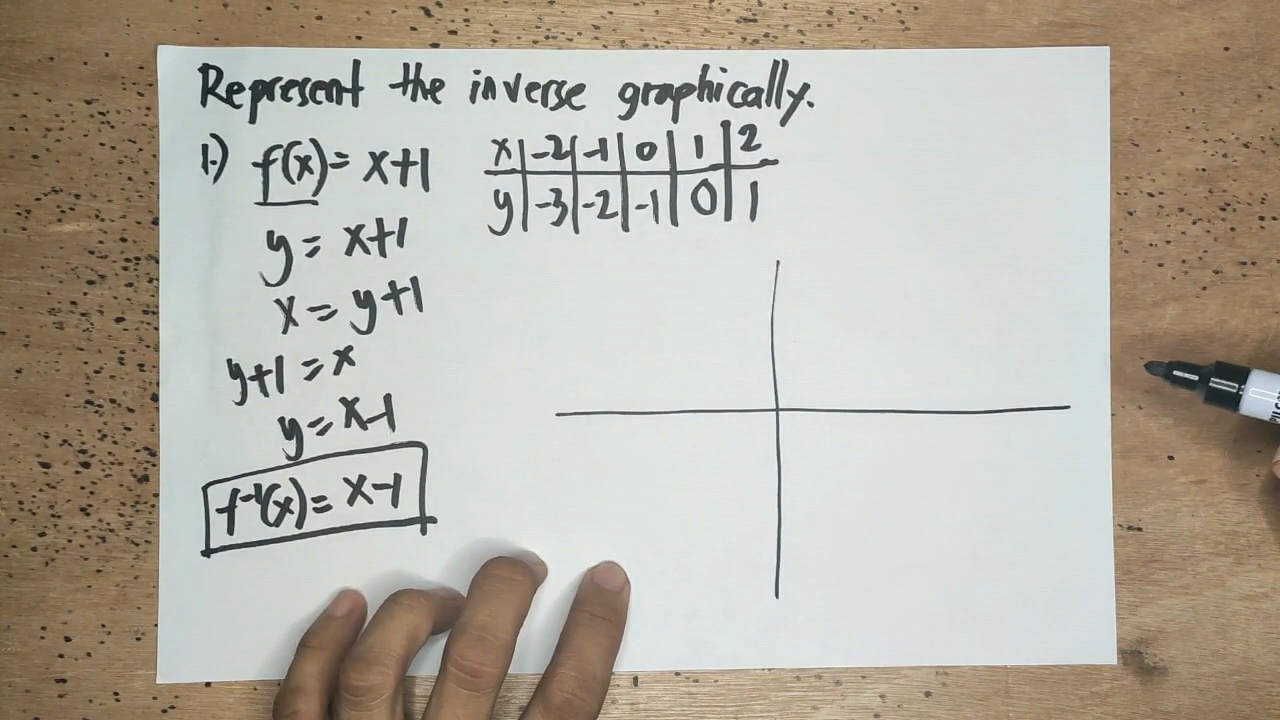 Represent the inverse graphically.
1.) f(x) = x+1
y = x+1
x = y+1
y+1 = x
y = x-1
f⁻¹(x) = x-1
x | -2 | -1 | 0 | 1 | 2
y | -3 | -2 | -1 | 0 | 1